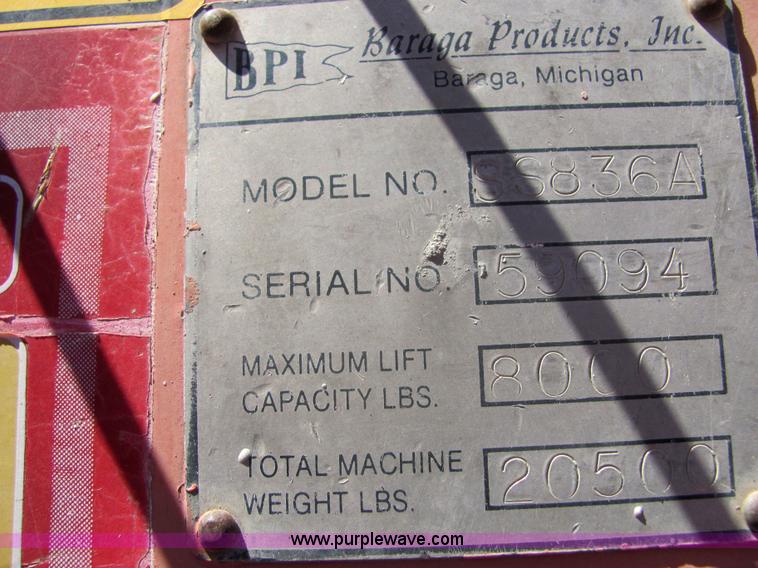 BPI
Baraga Products, Inc.
Baraga, Michigan
MODEL NO. SS836A
SERIAL NO. 59094
MAXIMUM LIFT
CAPACITY LBS. 8000
TOTAL MACHINE
WEIGHT LBS. 20500
www.purplewave.com